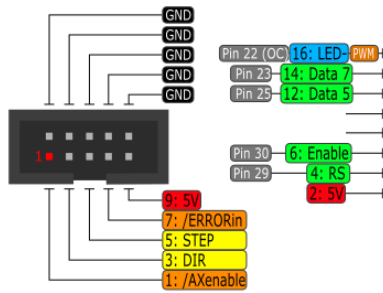 GND
GND
GND
GND
GND
1
9: 5V
7: /ERRORin
5: STEP
3: DIR
1: /AXenable
Pin 22 (OC) 16: LED- PWM
Pin 23 14: Data 7
Pin 25 12: Data 5
Pin 30 6: Enable
Pin 29 4: RS
2: 5V